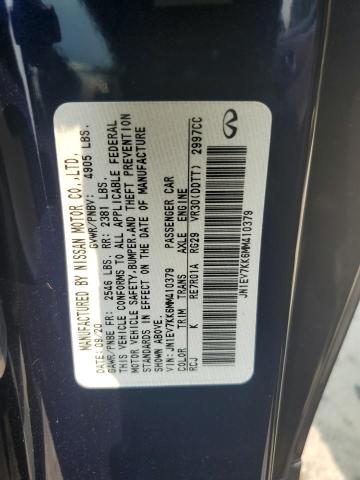 MANUFACTURED BY NISSAN MOTOR CO.,LTD.
GVWR/PNBV: 4905 LBS.
DATE:09/20
GAWR/PNBE FR: 2546 LBS. RR: 2381 LBS.
THIS VEHICLE CONFORMS TO ALL APPLICABLE FEDERAL
MOTOR VEHICLE SAFETY,BUMPER,AND THEFT PREVENTION
STANDARDS IN EFFECT ON THE DATE OF MANUFACTURE
SHOWN ABOVE.
VIN:JN1EV7KK6MM410379 PASSENGER CAR
COLOR TRIM TRANS AXLE ENGINE
RCJ K RE7R01A R629 VR30(DDTT) 2997CC
JN1EV7KK6MM410379